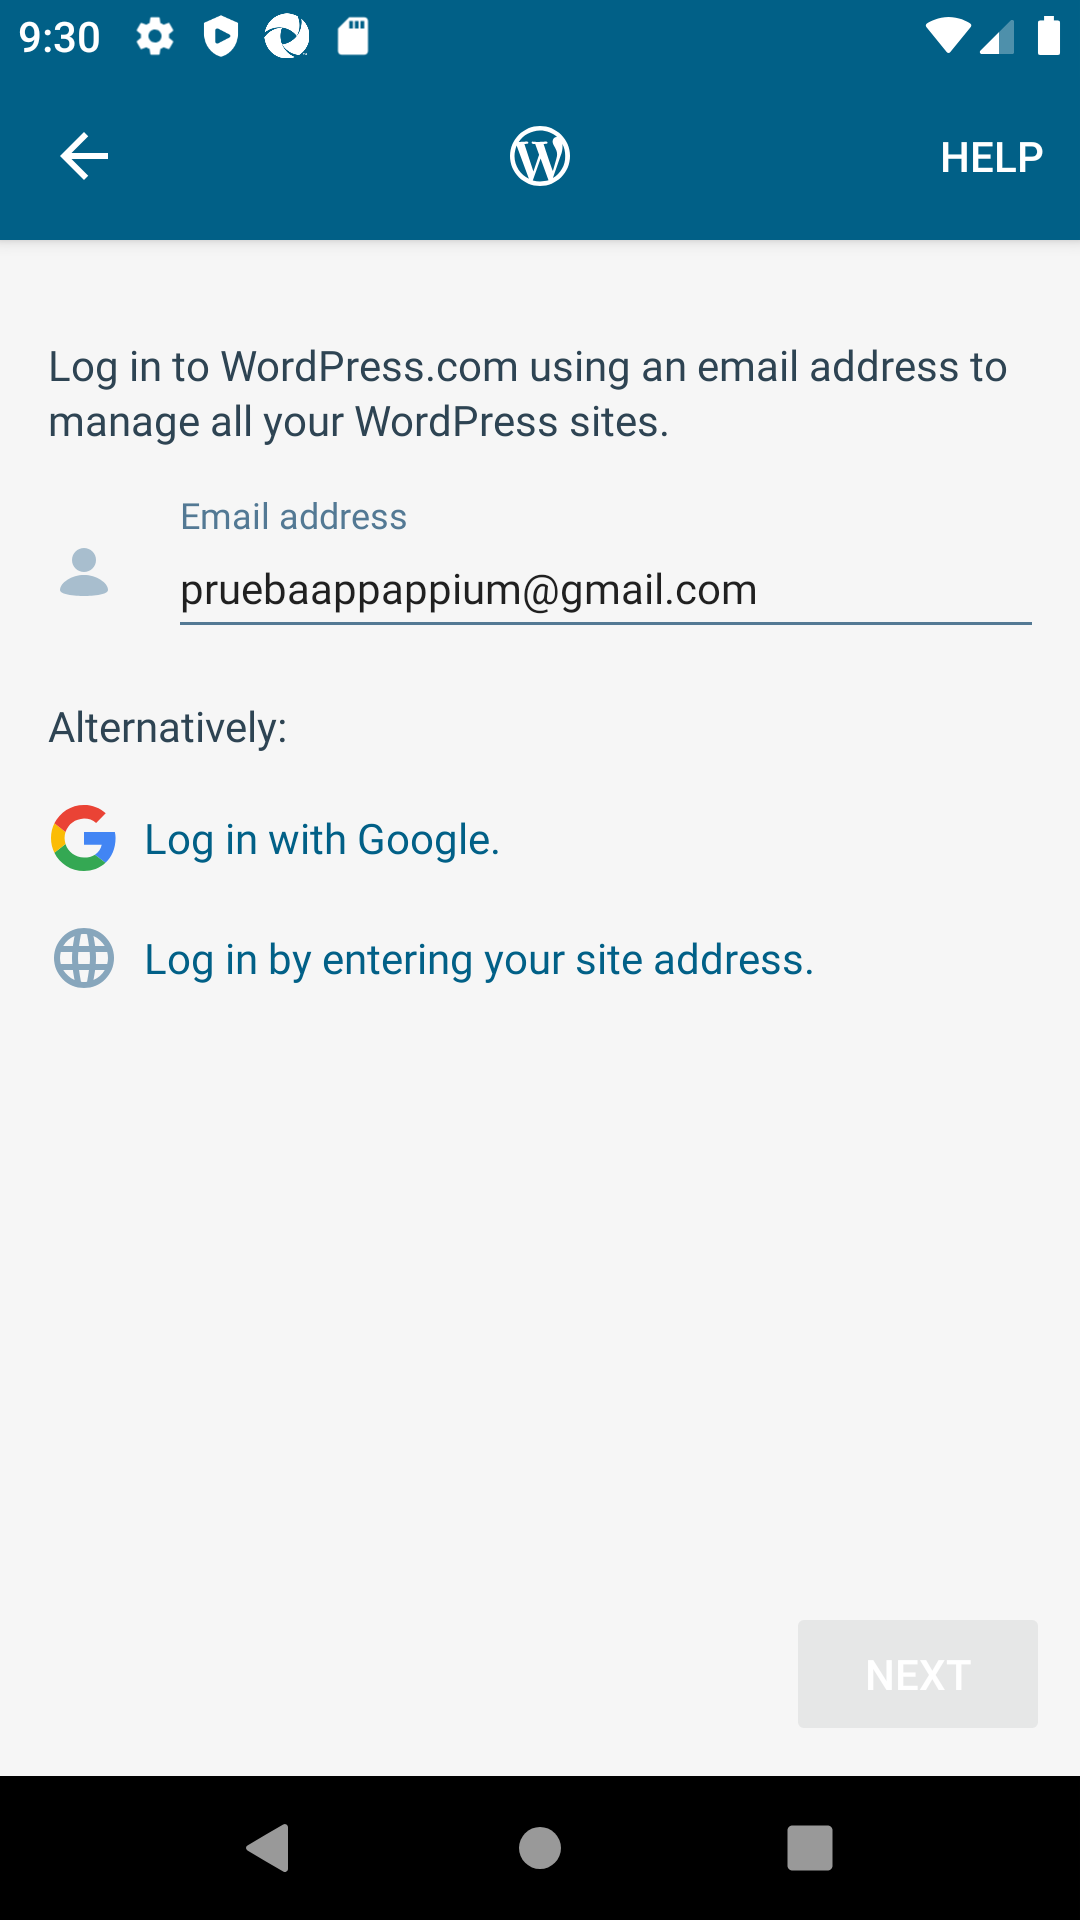 9:30
HELP
Log in to WordPress.com using an email address to
manage all your WordPress sites.
Email address
pruebaappappium@gmail.com
Alternatively:
Log in with Google.
Log in by entering your site address.
NEXT